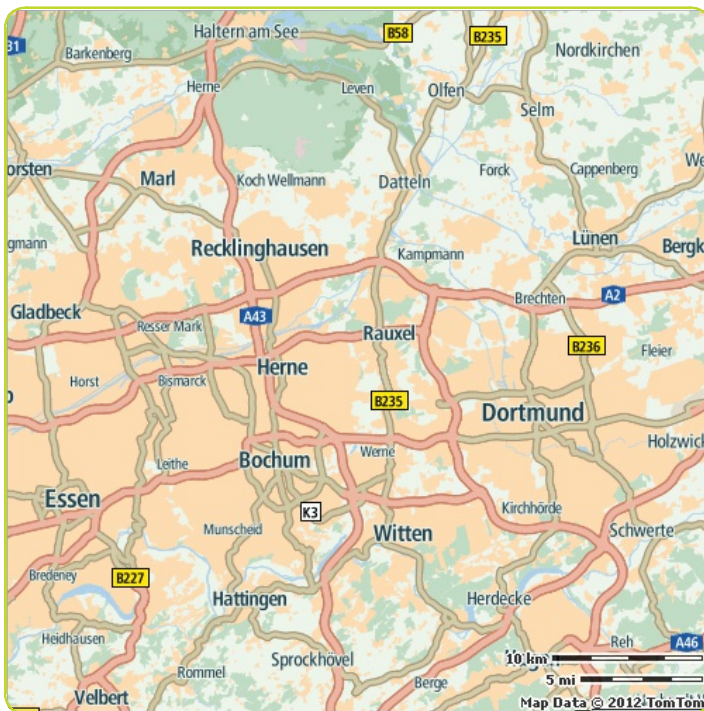 B58
B235
31
Haltern am See
Barkenberg
Nordkirchen
Herne
Leven
Olfen
Selm
orsten
Marl
Koch Wellmann
Datteln
Forck
Cappenberg
We
gmann
Recklinghausen
Kampmann
Lünen
Bergk
Gladbeck
A43
Brechten
A2
Resser Mark
Rauxel
B236
Fleier
Horst
Bismarck
Herne
B235
Dortmund
Holzwick
Leithe
Bochum
Werne
Essen
K3
Kirchhörde
Munscheid
Witten
Schwerte
Bredeney
B227
Hattingen
Herdecke
Heidhausen
Reh
A46
Rommel
Sprockhövel
10 km
5 mi
Velbert
Berge
Map Data © 2012 TomTom